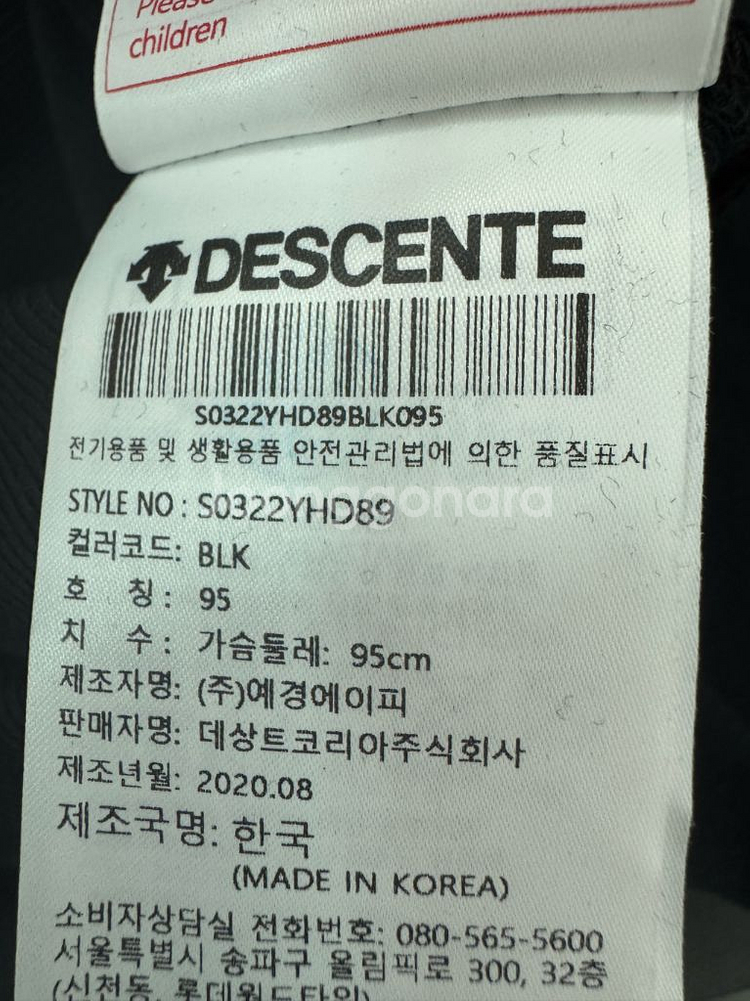 Please
children
DESCENTE
S0322YHD89BLK095
전기용품 및 생활용품 안전관리법에 의한 품질표시
STYLE NO : S0322YHD89
컬러코드: BLK
호 칭: 95
치 수: 가슴둘레: 95cm
제조자명: (주)예경에이피
판매자명: 데상트코리아주식회사
제조년월: 2020.08
제조국명: 한국
(MADE IN KOREA)
소비자상담실 전화번호: 080-565-5600
서울특별시 송파구 올림픽로 300, 32층
(신천동, 롯데월드타워)